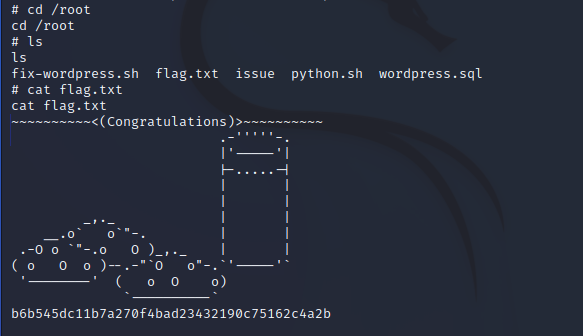 # cd /root
cd /root
# ls
ls
fix-wordpress.sh  flag.txt  issue  python.sh  wordpress.sql
# cat flag.txt
cat flag.txt
~~~~~~~~~~<(Congratulations)>~~~~~~~~~~
b6b545dc11b7a270f4bad23432190c75162c4a2b